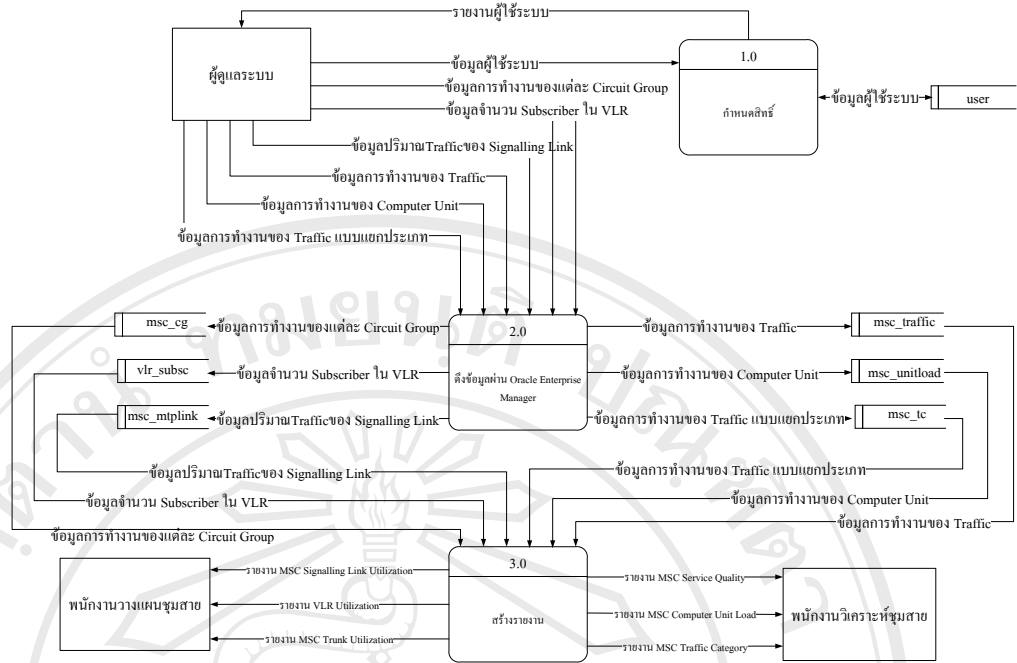 รายงานผู้ใช้ระบบ
ผู้ดูแลระบบ
ข้อมูลผู้ใช้ระบบ
ข้อมูลการทำงานของแต่ละ Circuit Group
ข้อมูลจำนวน Subscriber ใน VLR
1.0
กำหนดสิทธิ์
ข้อมูลผู้ใช้ระบบ
user
ข้อมูลปริมาณTrafficของ Signalling Link
ข้อมูลการทำงานของ Traffic
ข้อมูลการทำงานของ Computer Unit
ข้อมูลการทำงานของ Traffic แบบแยกประเภท
msc_cg
ข้อมูลการทำงานของแต่ละ Circuit Group
2.0
ข้อมูลการทำงานของ Traffic
msc_traffic
vlr_subsc
ข้อมูลจำนวน Subscriber ใน VLR
ดึงข้อมูลผ่าน Oracle Enterprise
Manager
ข้อมูลการทำงานของ Computer Unit
msc_unitload
msc_mtplink
ข้อมูลปริมาณTrafficของ Signalling Link
ข้อมูลการทำงานของ Traffic แบบแยกประเภท
msc_tc
ข้อมูลปริมาณTrafficของ Signalling Link
ข้อมูลการทำงานของ Traffic แบบแยกประเภท
ข้อมูลจำนวน Subscriber ใน VLR
ข้อมูลการทำงานของ Computer Unit
ข้อมูลการทำงานของแต่ละ Circuit Group
ข้อมูลการทำงานของ Traffic
3.0
สร้างรายงาน
พนักงานวางแผนชุมสาย
รายงาน MSC Signalling Link Utilization
รายงาน VLR Utilization
รายงาน MSC Trunk Utilization
รายงาน MSC Service Quality
รายงาน MSC Computer Unit Load
รายงาน MSC Traffic Category
พนักงานวิเคราะห์ชุมสาย